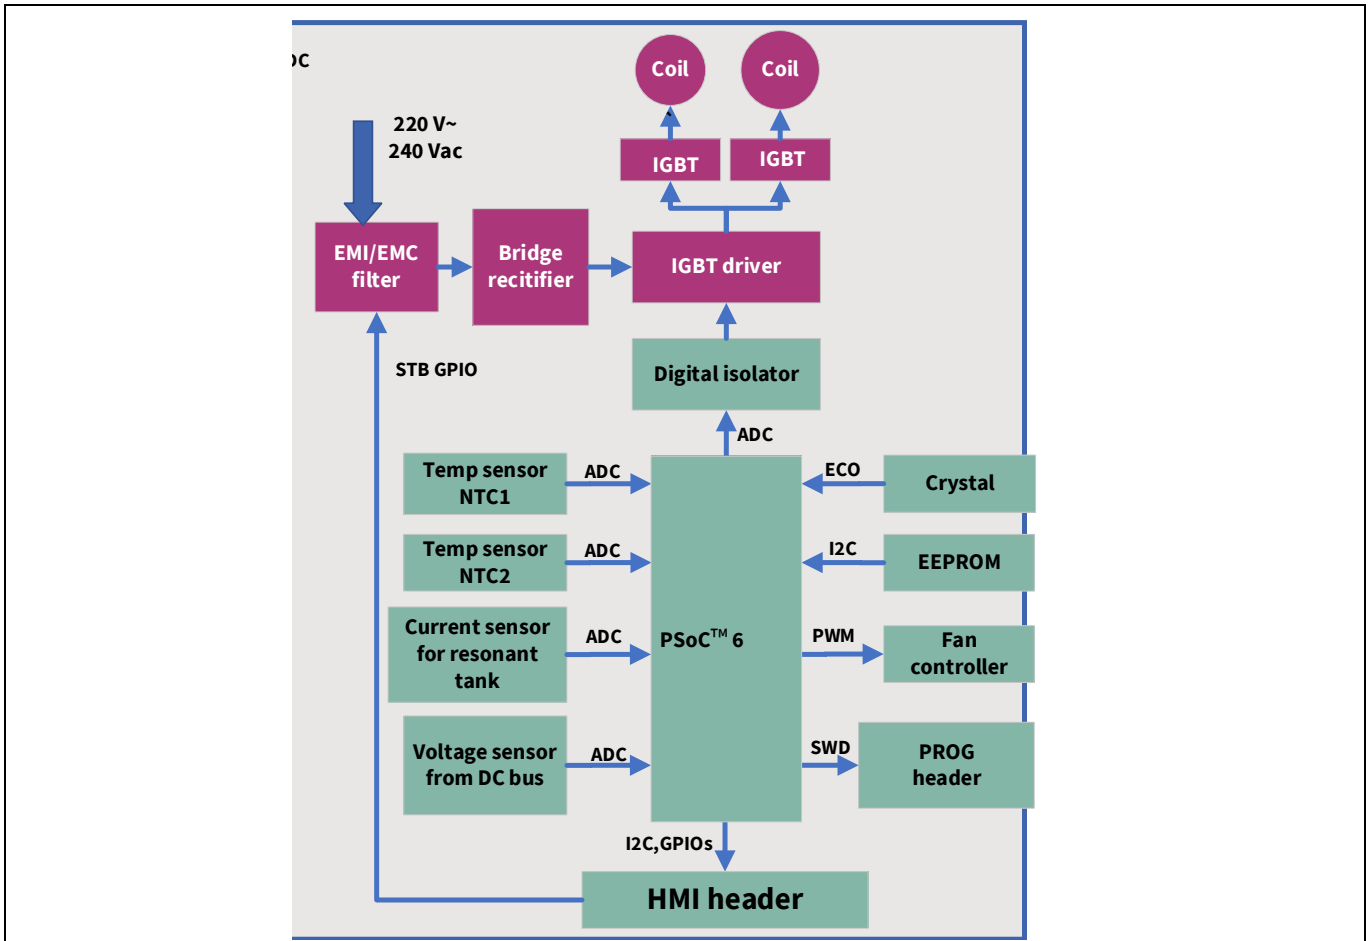 DC
Coil
Coil
220 V~
240 Vac
IGBT
IGBT
EMI/EMC
filter
Bridge
recitifier
IGBT driver
STB GPIO
Digital isolator
ADC
Temp sensor
NTC1
ADC
ECO
Crystal
Temp sensor
NTC2
ADC
I2C
EEPROM
Current sensor
for resonant
tank
ADC
PSoC™ 6
PWM
Fan
controller
Voltage sensor
from DC bus
ADC
SWD
PROG
header
I2C,GPIOs
HMI header